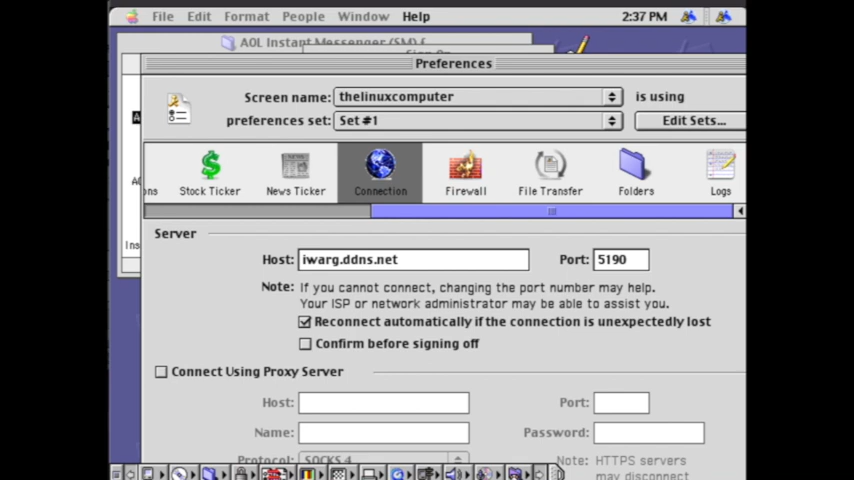 File Edit Format People Window Help 2:37 PM
AOL Instant Messenger (SM) f
Sign On
Preferences
Screen name: thelinuxcomputer is using
preferences set: Set #1 Edit Sets...
ons Stock Ticker News Ticker Connection Firewall File Transfer Folders Logs
Server
Host: iwarg.ddns.net Port: 5190
Note: If you cannot connect, changing the port number may help.
Your ISP or network administrator may be able to assist you.
Reconnect automatically if the connection is unexpectedly lost
Confirm before signing off
Connect Using Proxy Server
Host: Port:
Name: Password:
Protocol: SOCKS 4 Note: HTTPS servers
may disconnect